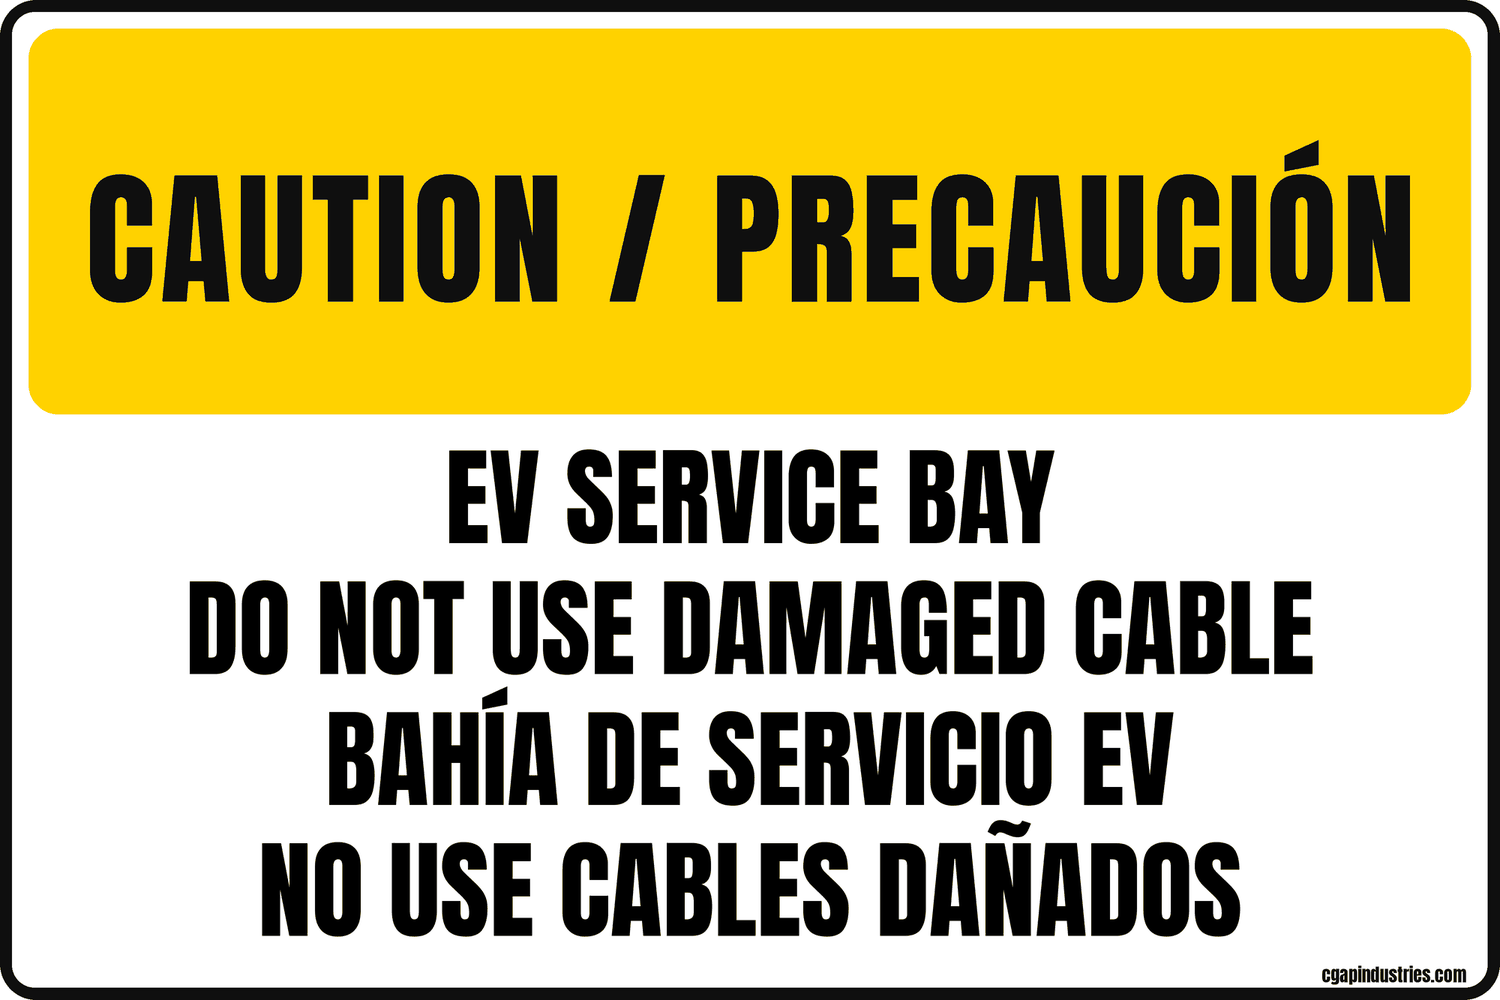 CAUTION / PRECAUCIÓN
EV SERVICE BAY
DO NOT USE DAMAGED CABLE
BAHÍA DE SERVICIO EV
NO USE CABLES DAÑADOS
cgapindustries.com